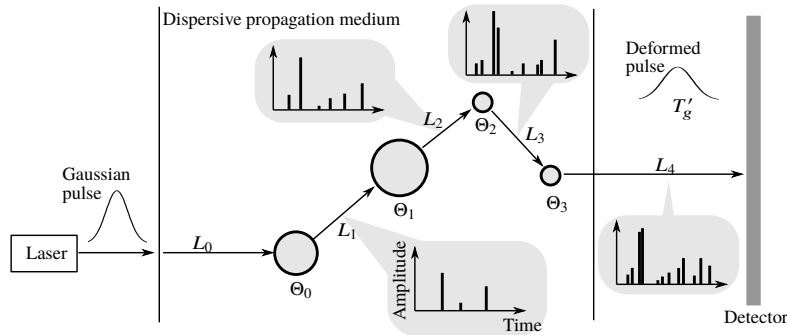 Dispersive propagation medium
Deformed
pulse
T′g
L2
Θ2
L3
Gaussian
pulse
Θ1
Θ3
L4
Laser
L0
L1
Θ0
Amplitude
Time
Detector